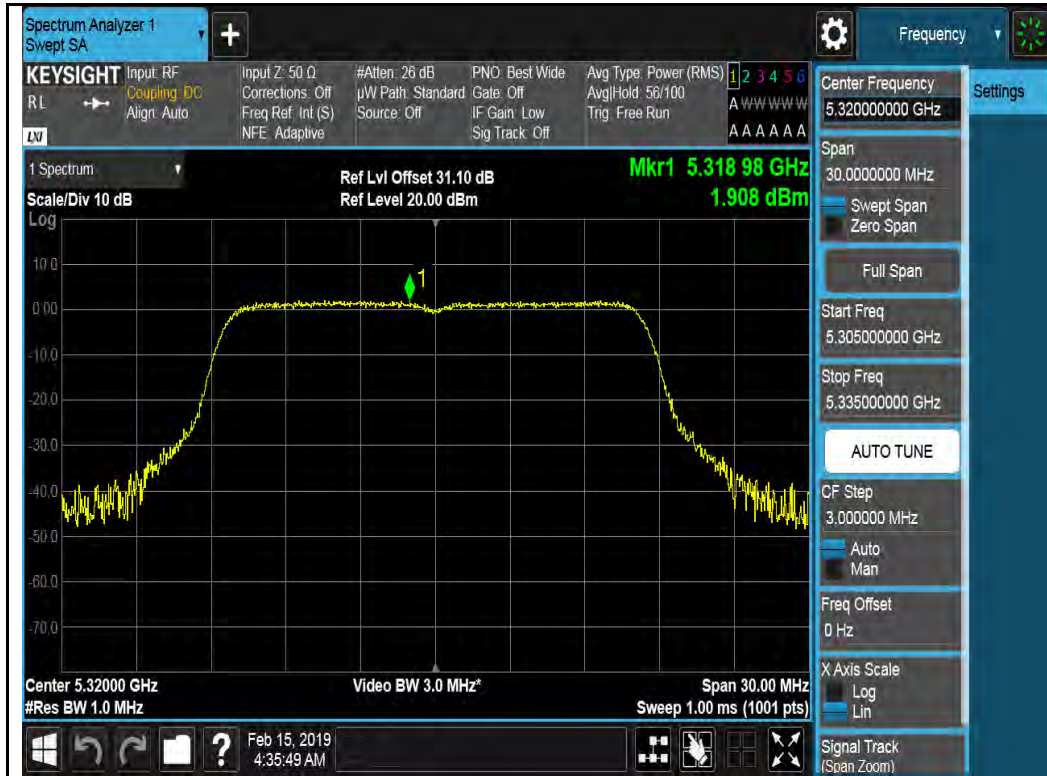 Spectrum Analyzer 1
Swept SA
+
Frequency
KEYSIGHT
RL
LXI
Input: RF
Coupling: DC
Align: Auto
Input Z: 50 Ω
Corrections: Off
Freq Ref: Int (S)
NFE: Adaptive
#Atten: 26 dB
µW Path: Standard
Source: Off
PNO: Best Wide
Gate: Off
IF Gain: Low
Sig Track: Off
Avg Type: Power (RMS)
Avg|Hold: 56/100
Trig: Free Run
1 2 3 4 5 6
A W W W W W
A A A A A A
1 Spectrum
Scale/Div 10 dB
Log
Ref Lvl Offset 31.10 dB
Ref Level 20.00 dBm
Mkr1 5.318 98 GHz
1.908 dBm
1
10.0
0.00
-10.0
-20.0
-30.0
-40.0
-50.0
-60.0
-70.0
Center 5.32000 GHz
#Res BW 1.0 MHz
Video BW 3.0 MHz*
Span 30.00 MHz
Sweep 1.00 ms (1001 pts)
?
Feb 15, 2019
4:35:49 AM
Center Frequency
5.320000000 GHz
Span
30.0000000 MHz
Swept Span
Zero Span
Full Span
Start Freq
5.305000000 GHz
Stop Freq
5.335000000 GHz
AUTO TUNE
CF Step
3.000000 MHz
Auto
Man
Freq Offset
0 Hz
X Axis Scale
Log
Lin
Signal Track
(Span Zoom)
Settings